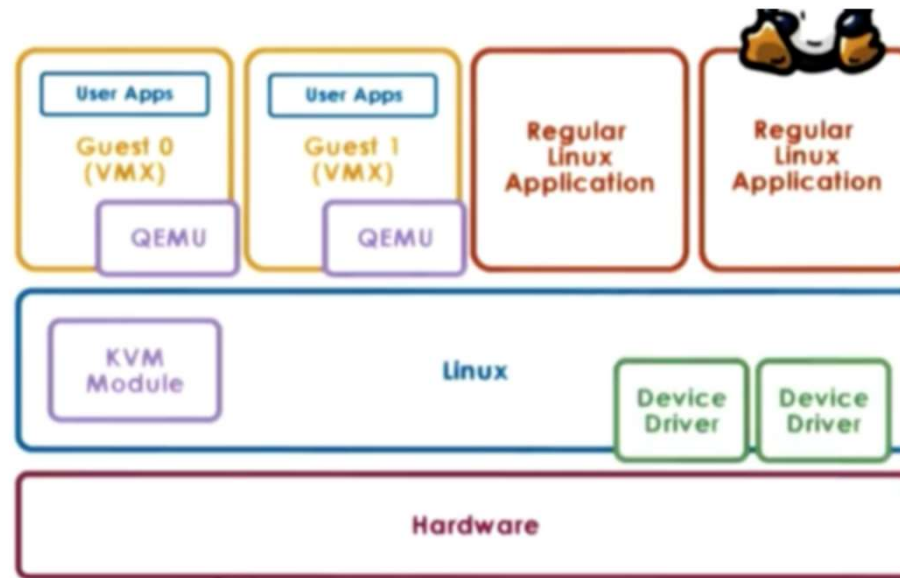 User Apps
Guest 0
(VMX)
QEMU
User Apps
Guest 1
(VMX)
QEMU
Regular
Linux
Application
Regular
Linux
Application
KVM
Module
Linux
Device
Driver
Device
Driver
Hardware